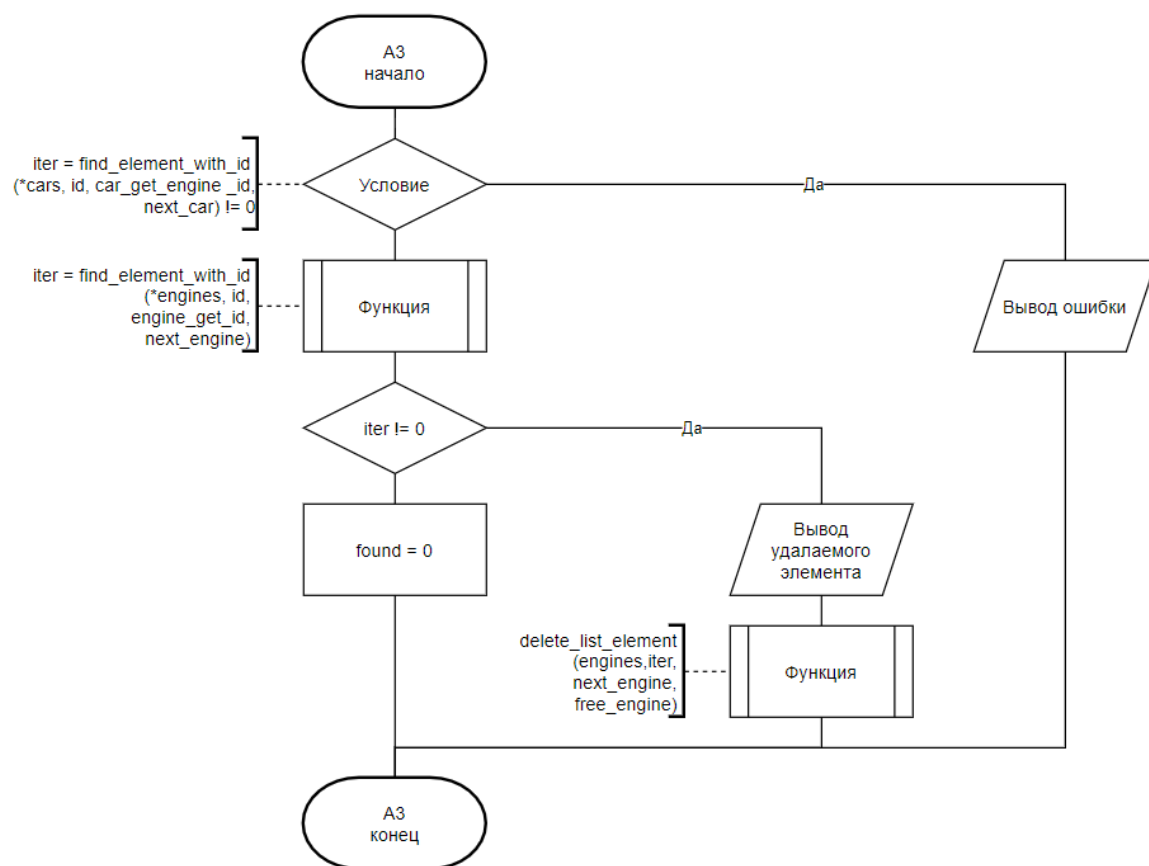 А3
начало
iter = find_element_with_id
(*cars, id, car_get_engine _id,
next_car) != 0
Условие
Да
iter = find_element_with_id
(*engines, id,
engine_get_id,
next_engine)
Функция
Вывод ошибки
iter != 0
Да
found = 0
Вывод
удалаемого
элемента
delete_list_element
(engines,iter,
next_engine,
free_engine)
Функция
А3
конец